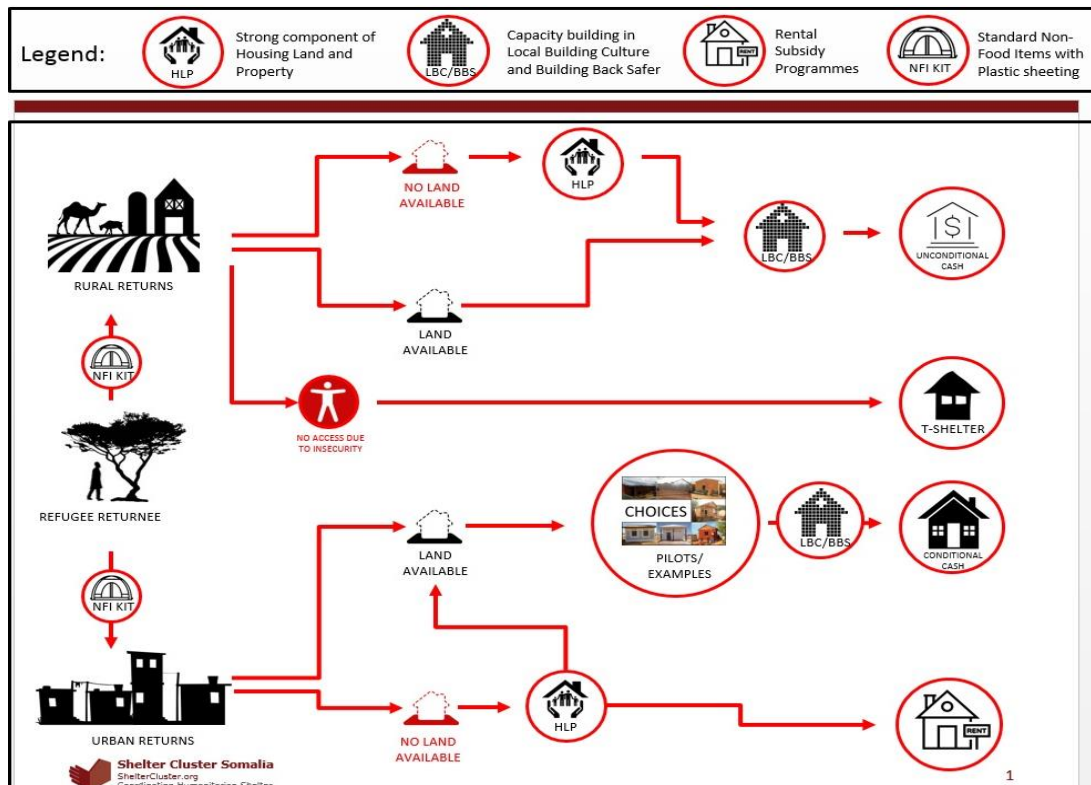 Legend:
HLP
Strong component of
Housing Land and
Property
LBC/BBS
Capacity building in
Local Building Culture
and Building Back Safer
RENT
Rental
Subsidy
Programmes
NFI KIT
Standard Non-
Food Items with
Plastic sheeting
NO LAND
AVAILABLE
HLP
RURAL RETURNS
LBC/BBS
$
UNCONDITIONAL
CASH
LAND
AVAILABLE
NFI KIT
NO ACCESS DUE
TO INSECURITY
T-SHELTER
REFUGEE RETURNEE
LAND
AVAILABLE
CHOICES
PILOTS/
EXAMPLES
LBC/BBS
CONDITIONAL
CASH
NFI KIT
URBAN RETURNS
NO LAND
AVAILABLE
HLP
RENT
Shelter Cluster Somalia
ShelterCluster.org
Coordinating Humanitarian Shelter
1